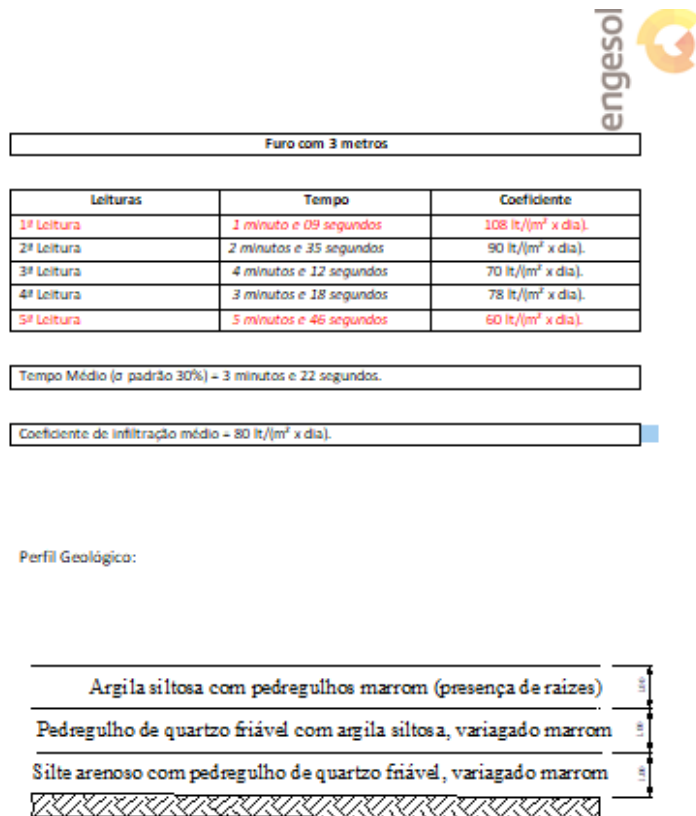 engesol
Furo com 3 metros
Leituras Tempo Coeficiente
1ª Leitura 1 minuto e 09 segundos 108 lt/(m² x dia).
2ª Leitura 2 minutos e 35 segundos 90 lt/(m² x dia).
3ª Leitura 4 minutos e 12 segundos 70 lt/(m² x dia).
4ª Leitura 3 minutos e 18 segundos 78 lt/(m² x dia).
5ª Leitura 5 minutos e 46 segundos 60 lt/(m² x dia).
Tempo Médio (σ padrão 30%) = 3 minutos e 22 segundos.
Coeficiente de infiltração médio = 80 lt/(m² x dia).
Perfil Geológico:
Argila siltosa com pedregulhos marrom (presença de raizes)
Pedregulho de quartzo friável com argila siltosa, variagado marrom
Silte arenoso com pedregulho de quartzo friável, variagado marrom